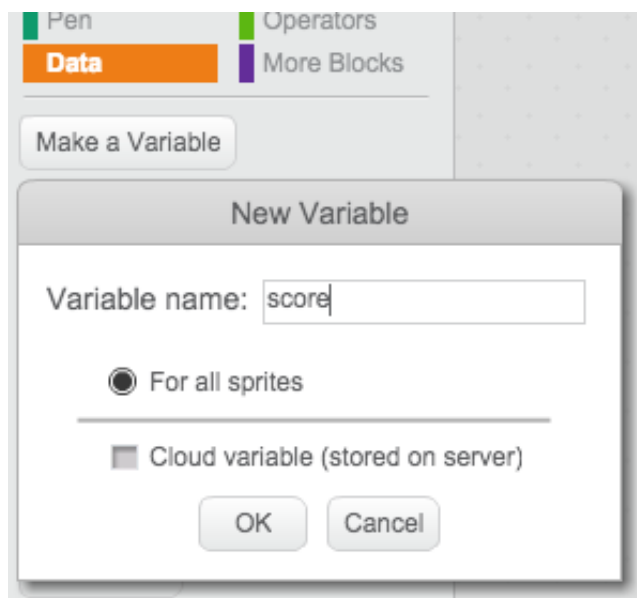 Pen Operators
Data More Blocks
Make a Variable
New Variable
Variable name: score
For all sprites
Cloud variable (stored on server)
OK Cancel